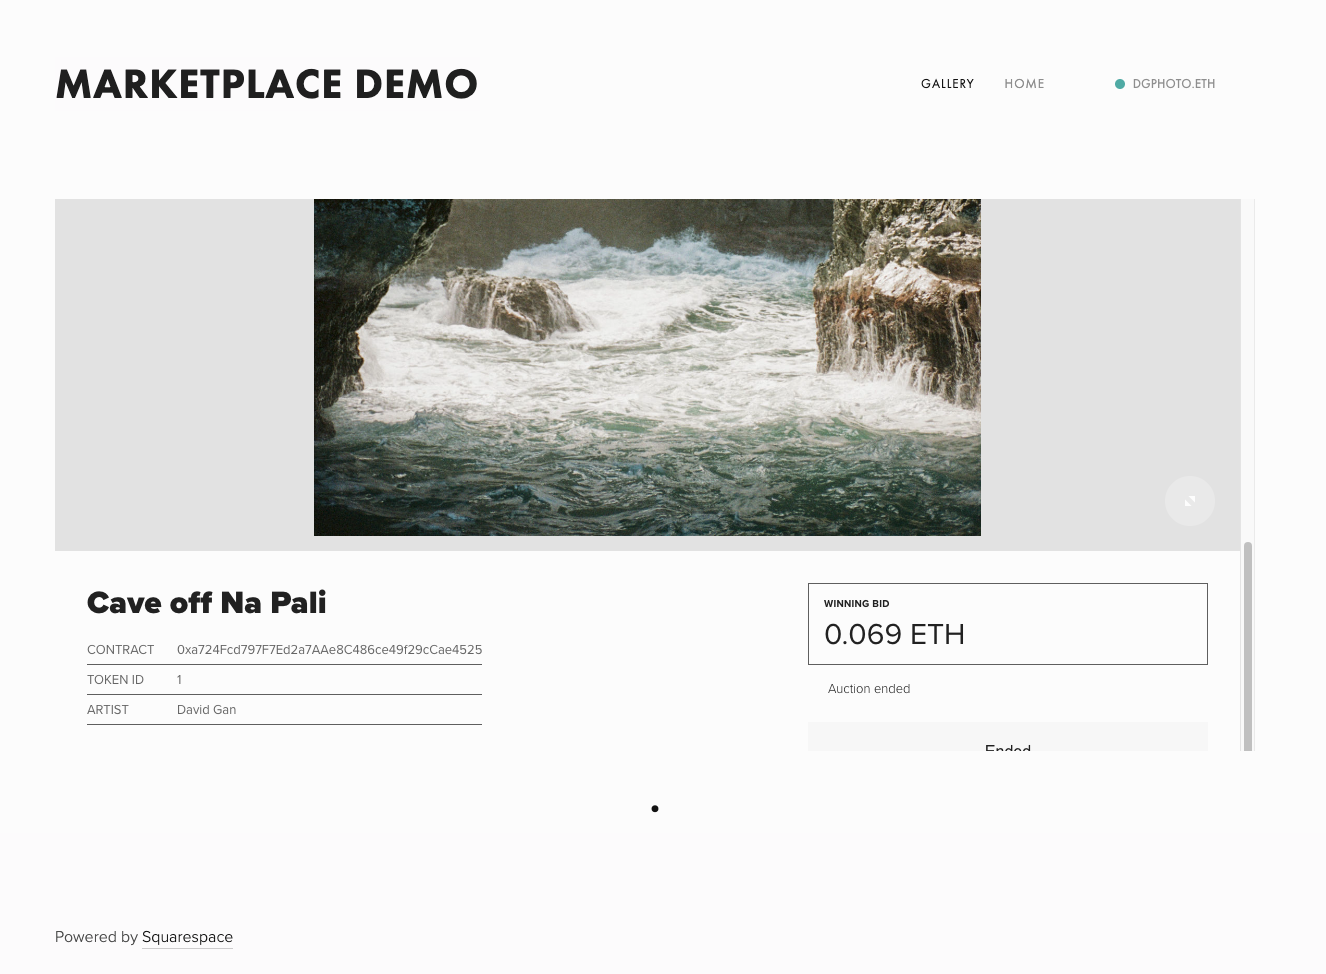 MARKETPLACE DEMO
GALLERY HOME DGPHOTO.ETH
Cave off Na Pali
CONTRACT 0xa724Fcd797F7Ed2a7AAe8C486ce49f29cCae4525
TOKEN ID 1
ARTIST David Gan
WINNING BID
0.069 ETH
Auction ended
Ended
Powered by Squarespace